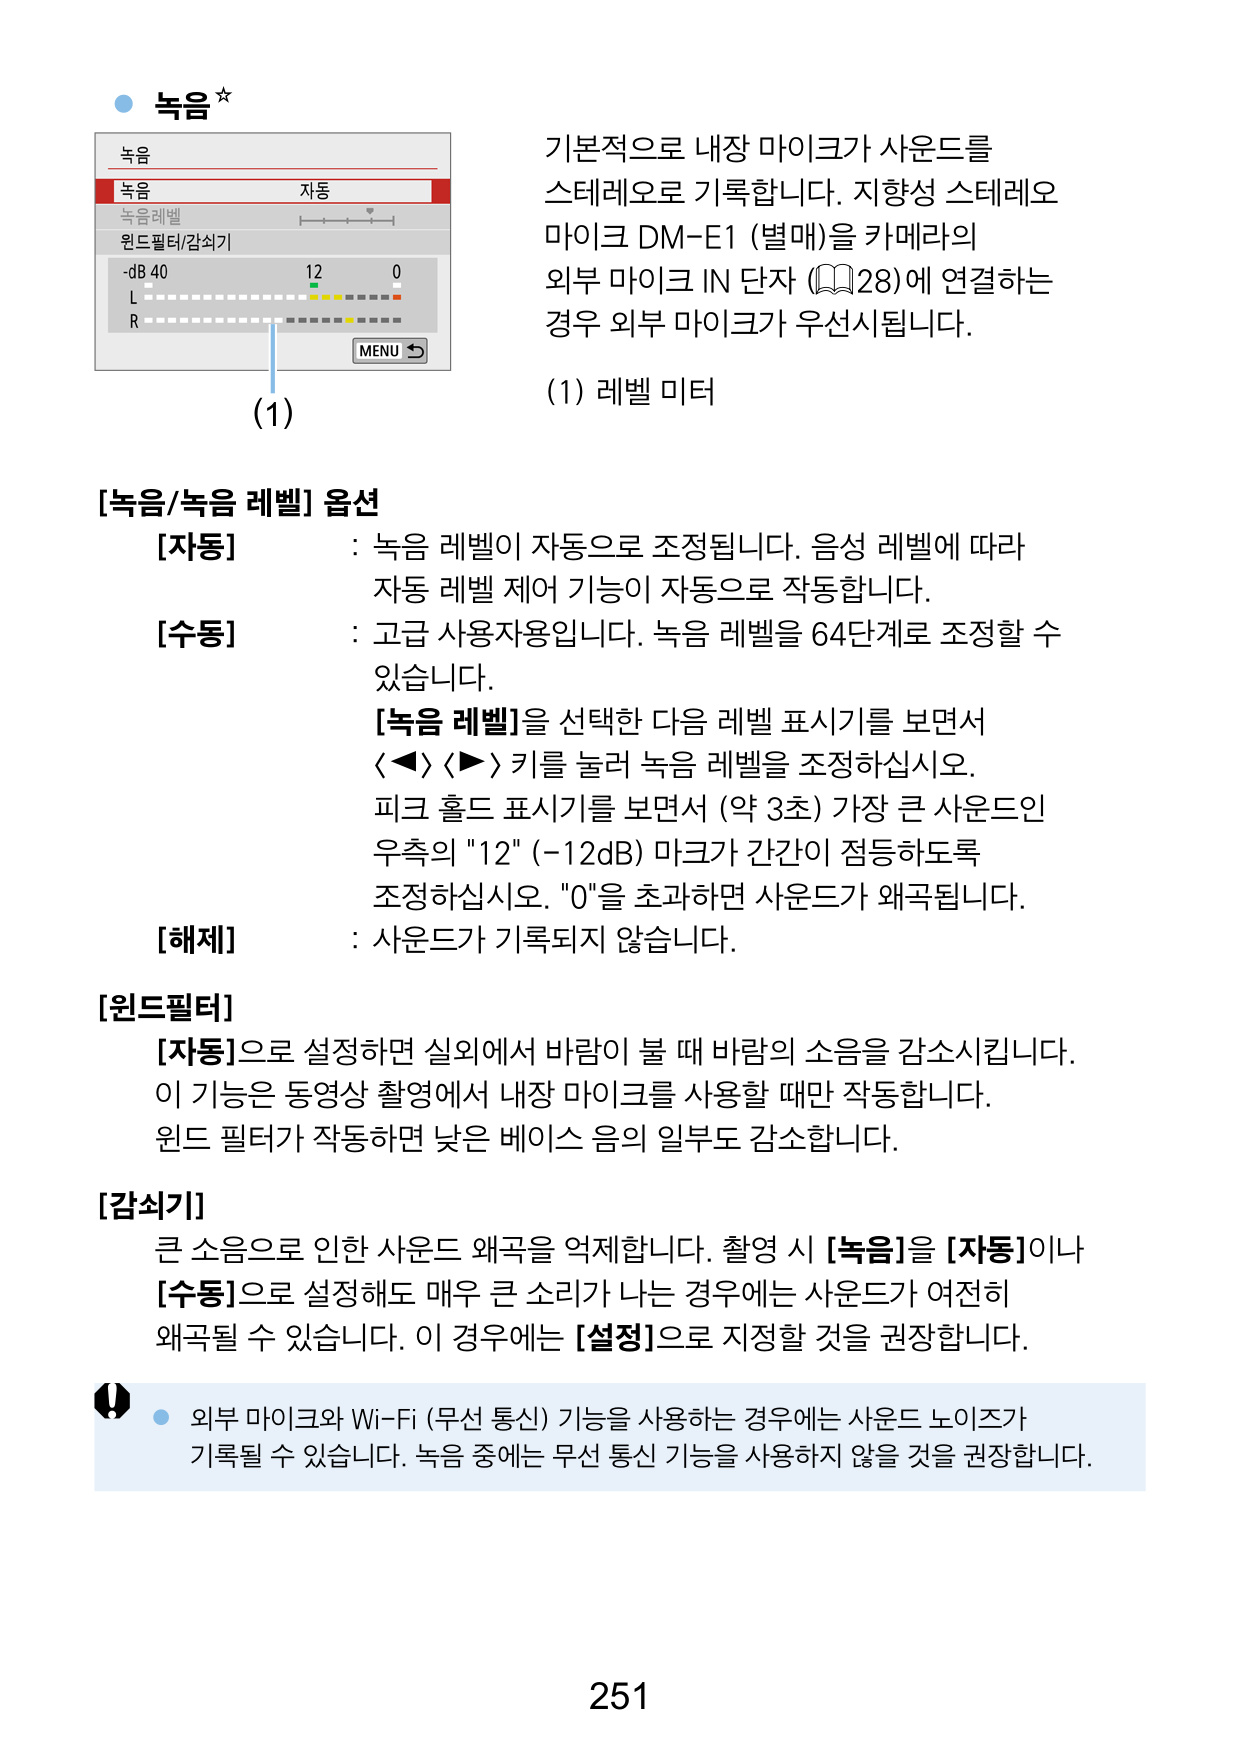 ● 녹음☆
녹음
녹음 자동
녹음레벨
윈드필터/감쇠기
-dB 40 12 0
L
R
MENU
(1)
기본적으로 내장 마이크가 사운드를
스테레오로 기록합니다. 지향성 스테레오
마이크 DM-E1 (별매)을 카메라의
외부 마이크 IN 단자 (28)에 연결하는
경우 외부 마이크가 우선시됩니다.
(1) 레벨 미터
[녹음/녹음 레벨] 옵션
[자동] : 녹음 레벨이 자동으로 조정됩니다. 음성 레벨에 따라
자동 레벨 제어 기능이 자동으로 작동합니다.
[수동] : 고급 사용자용입니다. 녹음 레벨을 64단계로 조정할 수
있습니다.
[녹음 레벨]을 선택한 다음 레벨 표시기를 보면서
〈◀〉〈▶〉키를 눌러 녹음 레벨을 조정하십시오.
피크 홀드 표시기를 보면서 (약 3초) 가장 큰 사운드인
우측의 "12" (-12dB) 마크가 간간이 점등하도록
조정하십시오. "0"을 초과하면 사운드가 왜곡됩니다.
[해제] : 사운드가 기록되지 않습니다.
[윈드필터]
[자동]으로 설정하면 실외에서 바람이 불 때 바람의 소음을 감소시킵니다.
이 기능은 동영상 촬영에서 내장 마이크를 사용할 때만 작동합니다.
윈드 필터가 작동하면 낮은 베이스 음의 일부도 감소합니다.
[감쇠기]
큰 소음으로 인한 사운드 왜곡을 억제합니다. 촬영 시 [녹음]을 [자동]이나
[수동]으로 설정해도 매우 큰 소리가 나는 경우에는 사운드가 여전히
왜곡될 수 있습니다. 이 경우에는 [설정]으로 지정할 것을 권장합니다.
● 외부 마이크와 Wi-Fi (무선 통신) 기능을 사용하는 경우에는 사운드 노이즈가
기록될 수 있습니다. 녹음 중에는 무선 통신 기능을 사용하지 않을 것을 권장합니다.
251